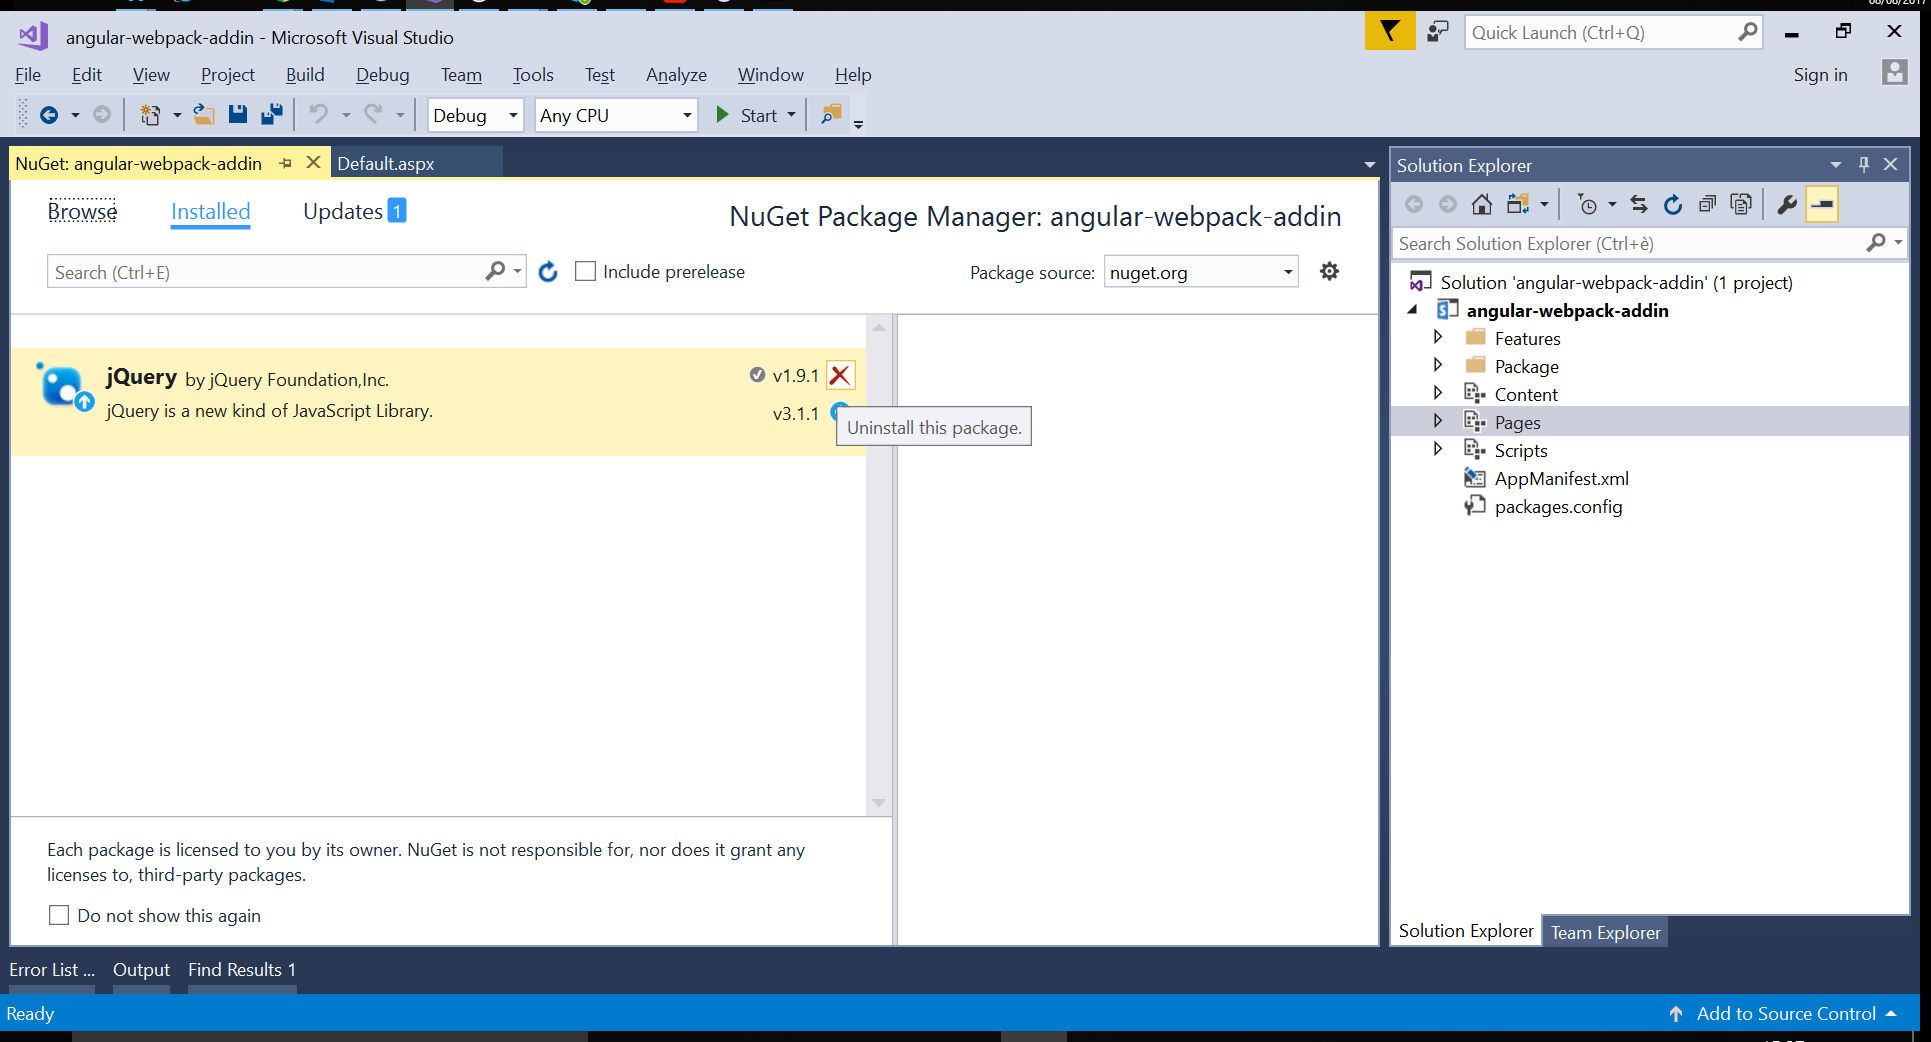 08/08/2017
angular-webpack-addin - Microsoft Visual Studio
Quick Launch (Ctrl+Q)
File Edit View Project Build Debug Team Tools Test Analyze Window Help
Sign in
Debug Any CPU Start
NuGet: angular-webpack-addin Default.aspx
Browse Installed Updates 1
NuGet Package Manager: angular-webpack-addin
Search (Ctrl+E) Include prerelease
Package source: nuget.org
jQuery by jQuery Foundation,Inc.
v1.9.1
jQuery is a new kind of JavaScript Library.
v3.1.1
Uninstall this package.
Each package is licensed to you by its owner. NuGet is not responsible for, nor does it grant any
licenses to, third-party packages.
Do not show this again
Solution Explorer
Search Solution Explorer (Ctrl+è)
Solution 'angular-webpack-addin' (1 project)
angular-webpack-addin
Features
Package
Content
Pages
Scripts
AppManifest.xml
packages.config
Solution Explorer Team Explorer
Error List ... Output Find Results 1
Ready
Add to Source Control